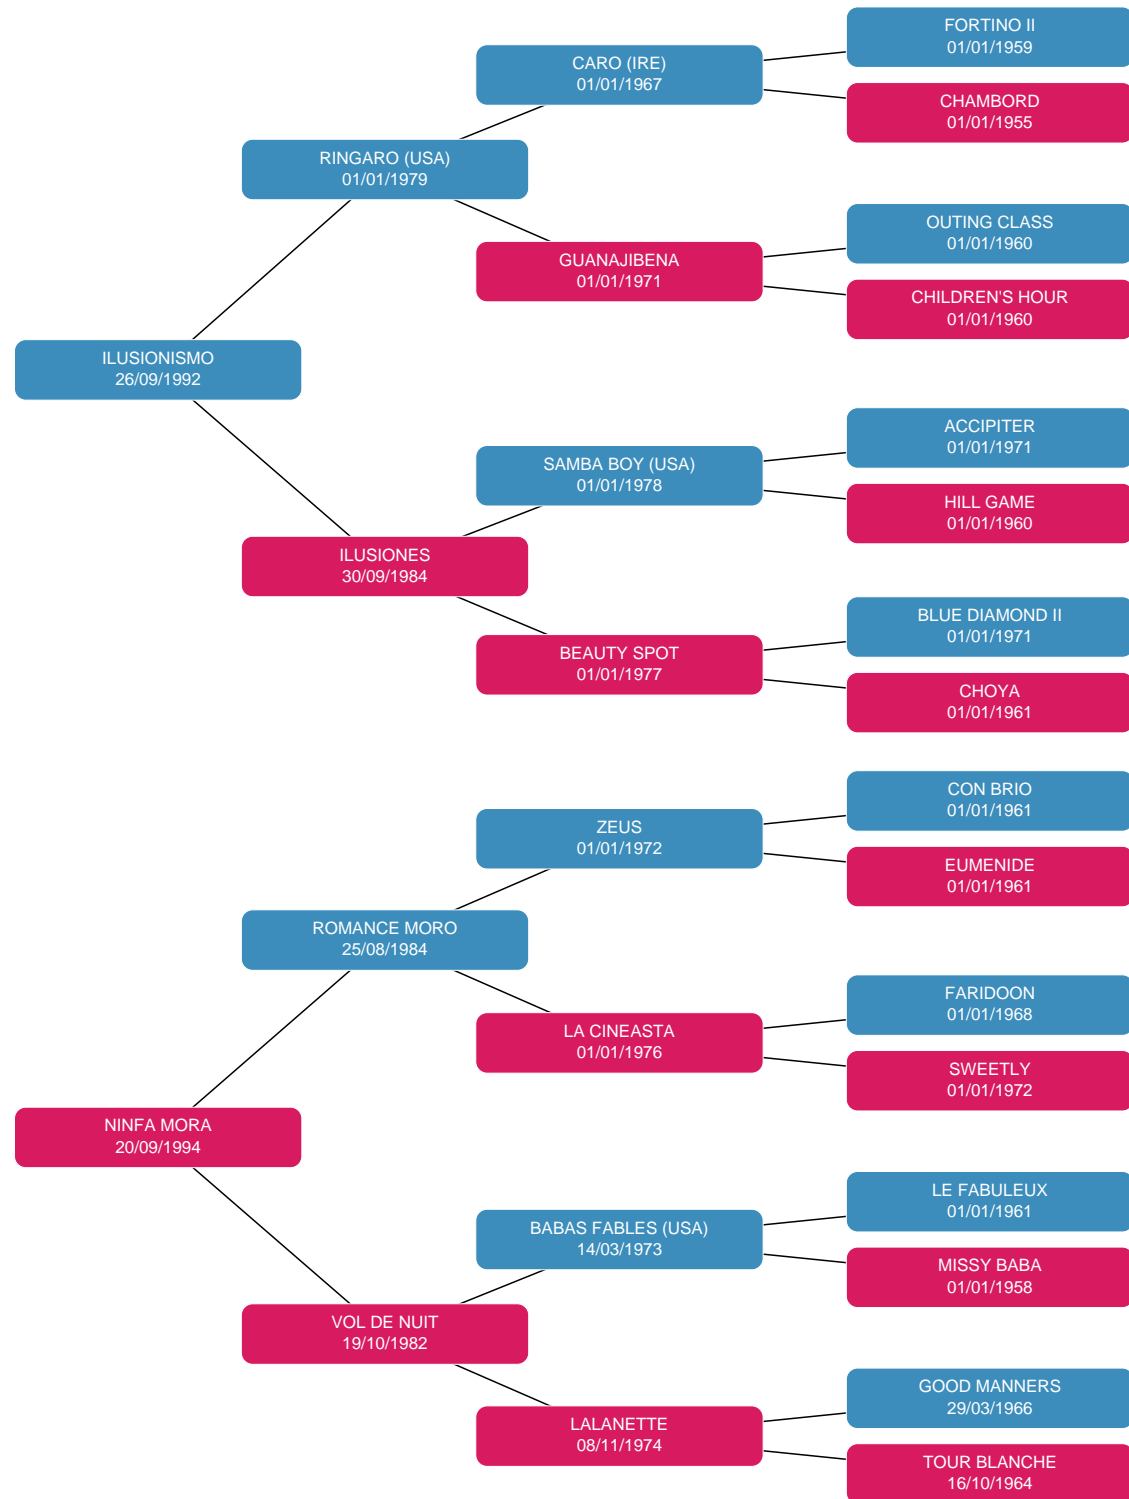 FORTINO II
01/01/1959
CARO (IRE)
01/01/1967
CHAMBORD
01/01/1955
RINGARO (USA)
01/01/1979
OUTING CLASS
01/01/1960
GUANAJIBENA
01/01/1971
CHILDREN'S HOUR
01/01/1960
ILUSIONISMO
26/09/1992
ACCIPITER
01/01/1971
SAMBA BOY (USA)
01/01/1978
HILL GAME
01/01/1960
ILUSIONES
30/09/1984
BLUE DIAMOND II
01/01/1971
BEAUTY SPOT
01/01/1977
CHOYA
01/01/1961
CON BRIO
01/01/1961
ZEUS
01/01/1972
EUMENIDE
01/01/1961
ROMANCE MORO
25/08/1984
FARIDOON
01/01/1968
LA CINEASTA
01/01/1976
SWEETLY
01/01/1972
NINFA MORA
20/09/1994
LE FABULEUX
01/01/1961
BABAS FABLES (USA)
14/03/1973
MISSY BABA
01/01/1958
VOL DE NUIT
19/10/1982
GOOD MANNERS
29/03/1966
LALANETTE
08/11/1974
TOUR BLANCHE
16/10/1964